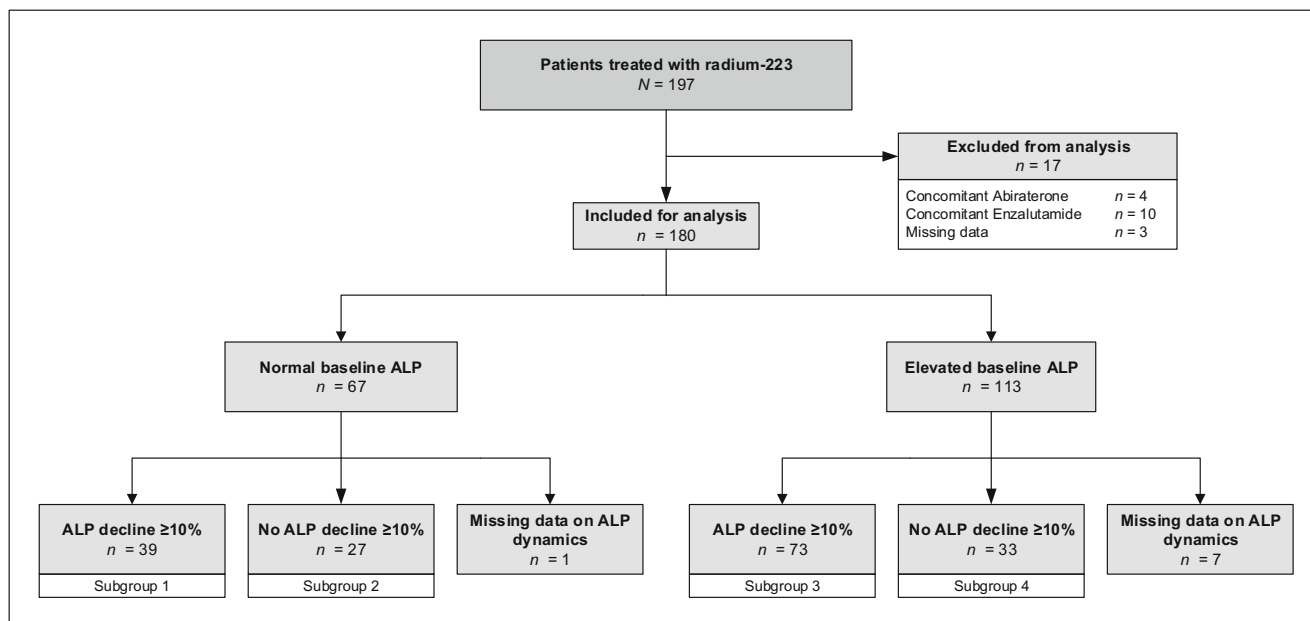 Patients treated with radium-223
N = 197
Excluded from analysis
n = 17
Concomitant Abiraterone n = 4
Concomitant Enzalutamide n = 10
Missing data n = 3
Included for analysis
n = 180
Normal baseline ALP
n = 67
Elevated baseline ALP
n = 113
ALP decline ≥10%
n = 39
Subgroup 1
No ALP decline ≥10%
n = 27
Subgroup 2
Missing data on ALP
dynamics
n = 1
ALP decline ≥10%
n = 73
Subgroup 3
No ALP decline ≥10%
n = 33
Subgroup 4
Missing data on ALP
dynamics
n = 7